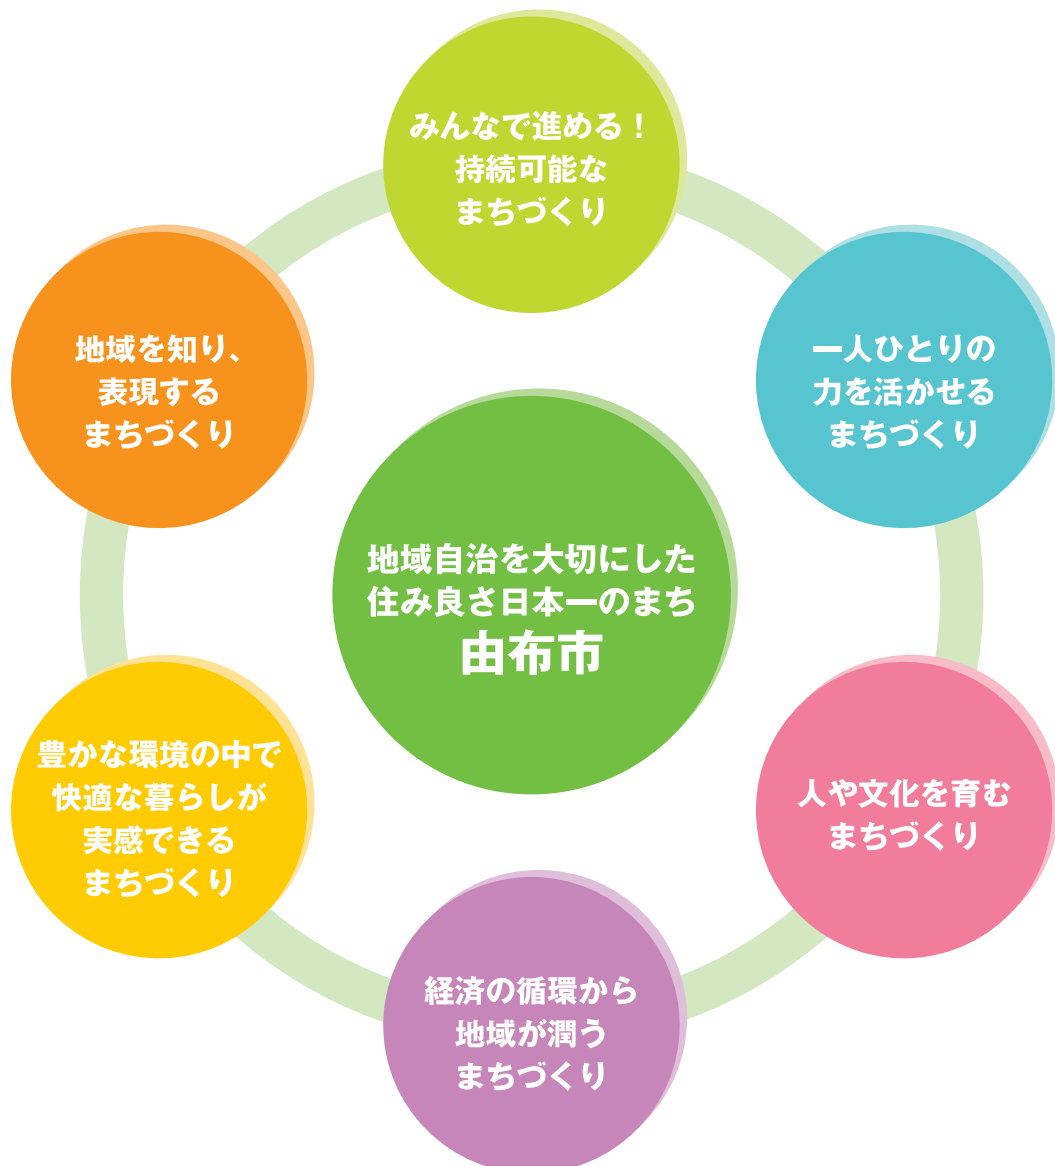 みんなで進める！
持続可能な
まちづくり
地域を知り、
表現する
まちづくり
一人ひとりの
力を活かせる
まちづくり
地域自治を大切にした
住み良さ日本一のまち
由布市
豊かな環境の中で
快適な暮らしが
実感できる
まちづくり
人や文化を育む
まちづくり
経済の循環から
地域が潤う
まちづくり